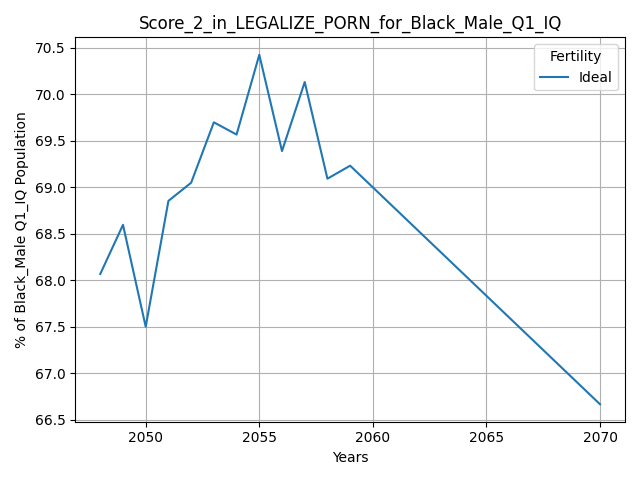 Score_2_in_LEGALIZE_PORN_for_Black_Male_Q1_IQ
Fertility
Ideal
% of Black_Male Q1_IQ Population
70.5
70.0
69.5
69.0
68.5
68.0
67.5
67.0
66.5
2050 2055 2060 2065 2070
Years